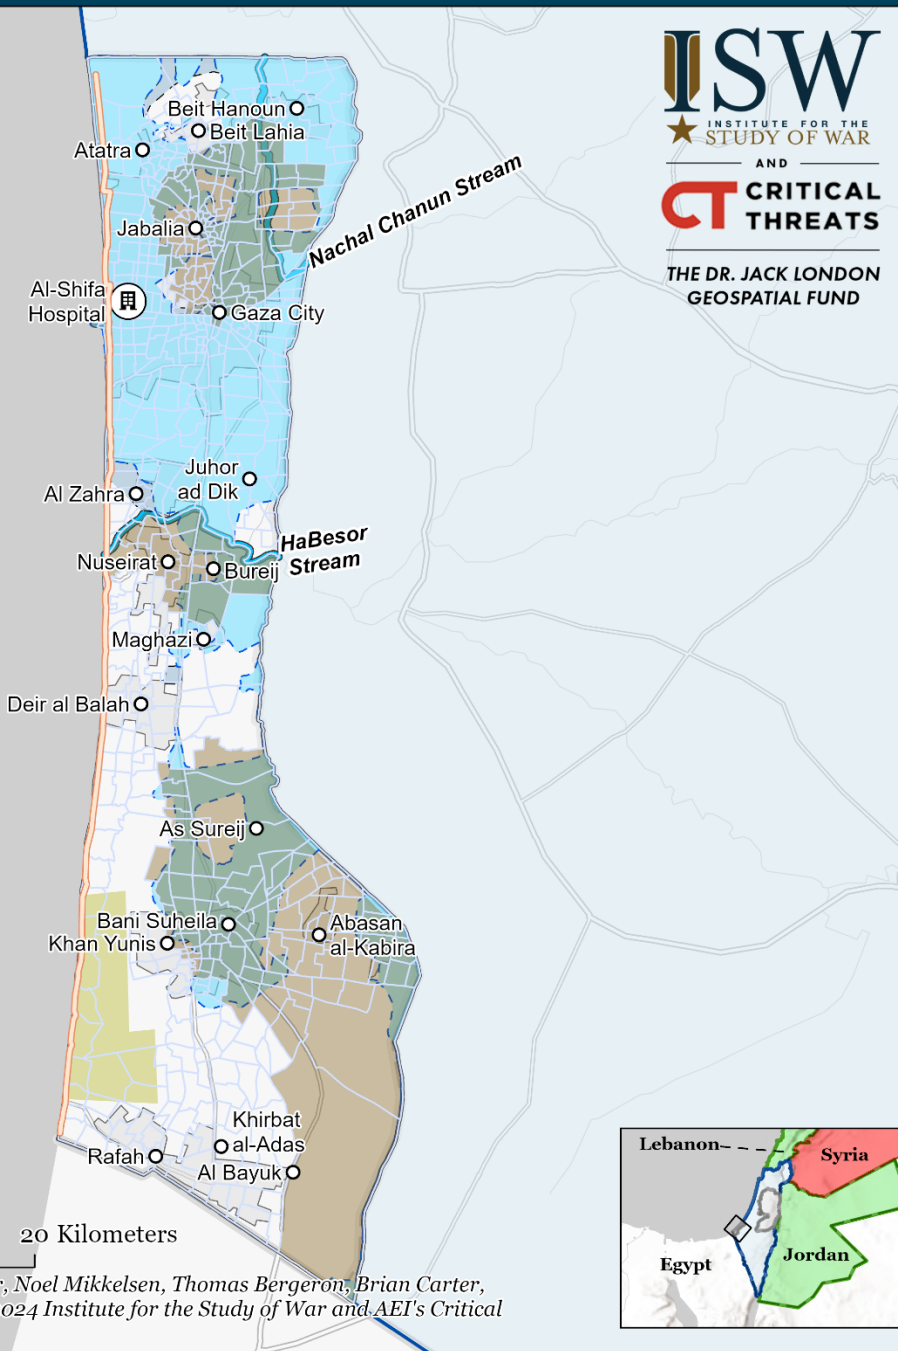 ISW
INSTITUTE FOR THE
STUDY OF WAR
AND
CT CRITICAL
THREATS
THE DR. JACK LONDON
GEOSPATIAL FUND
Beit Hanoun
Beit Lahia
Atatra
Nachal Chanun Stream
Jabalia
Al-Shifa
Hospital
Gaza City
Juhor
ad Dik
Al Zahra
HaBesor
Stream
Nuseirat
Bureij
Maghazi
Deir al Balah
As Sureij
Bani Suheila
Khan Yunis
Abasan
al-Kabira
Khirbat
al-Adas
Rafah
Al Bayuk
Lebanon
Syria
Egypt
Jordan
20 Kilometers
, Noel Mikkelsen, Thomas Bergeron, Brian Carter,
024 Institute for the Study of War and AEI's Critical